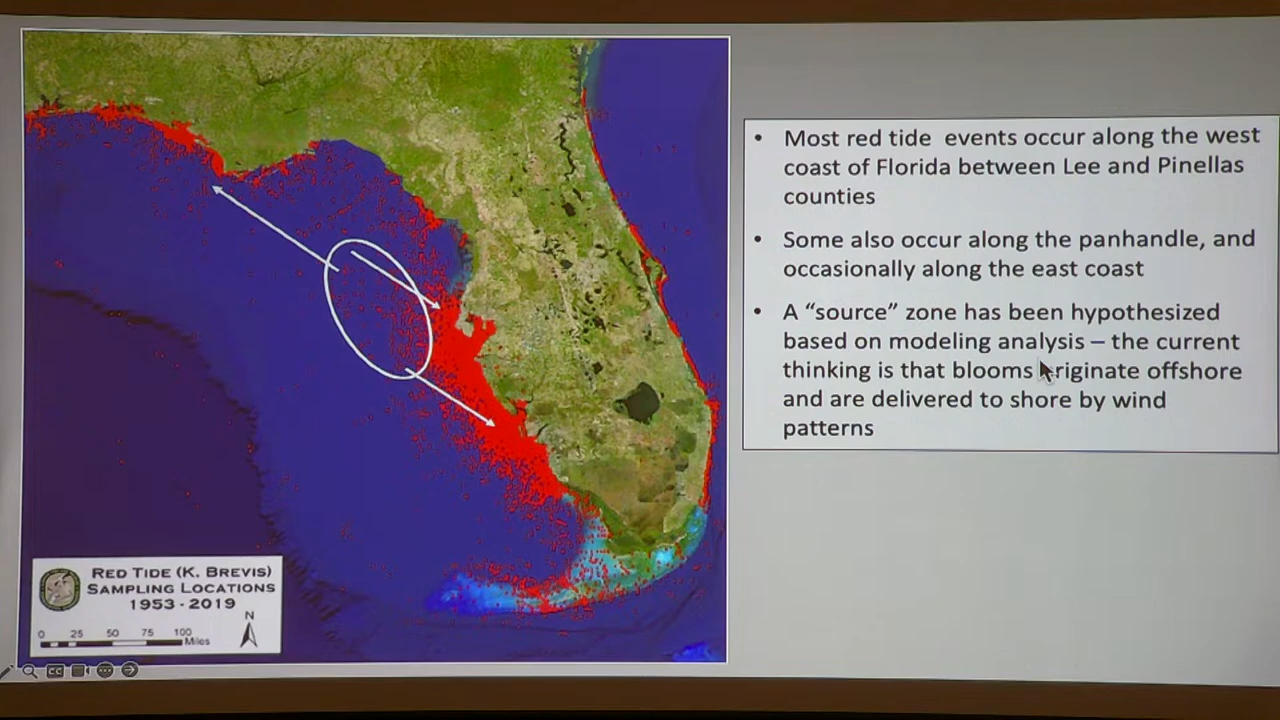 • Most red tide events occur along the west
coast of Florida between Lee and Pinellas
counties
• Some also occur along the panhandle, and
occasionally along the east coast
• A “source” zone has been hypothesized
based on modeling analysis – the current
thinking is that blooms originate offshore
and are delivered to shore by wind
patterns
RED TIDE (K. BREVIS)
SAMPLING LOCATIONS
1953 - 2019
N
0 25 50 75 100
Miles
CC